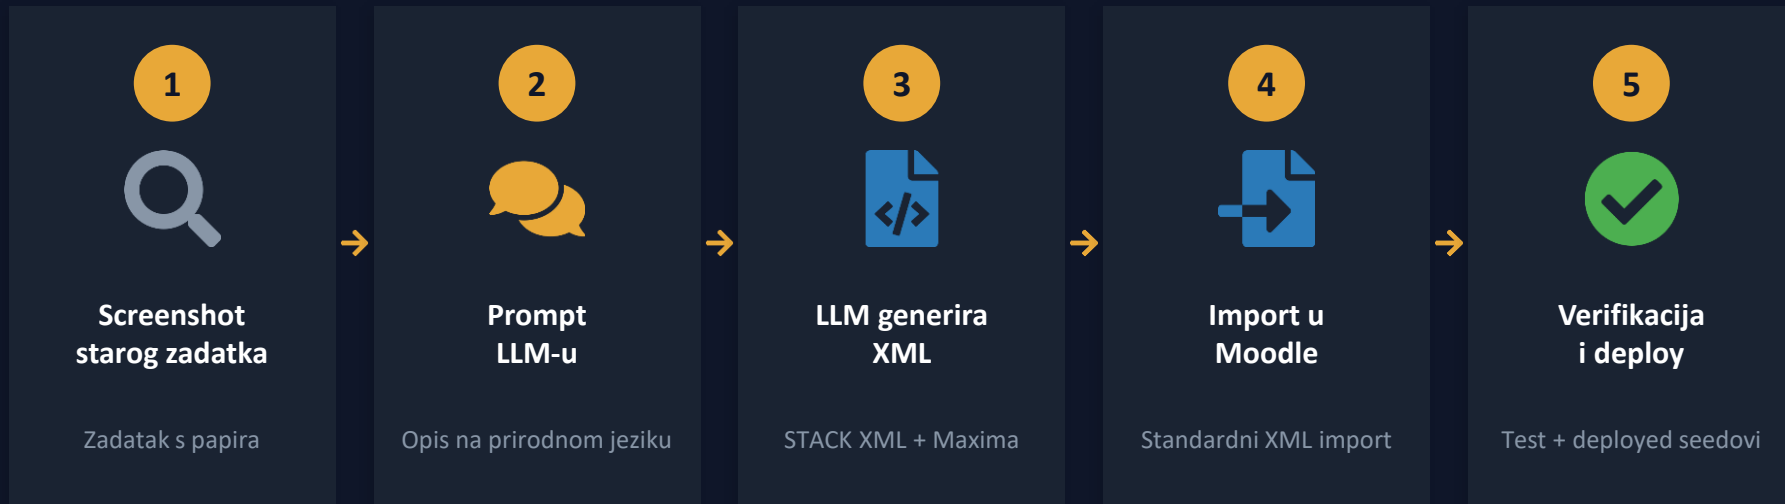 1
Screenshot
starog zadatka
Zadatak s papira
2
Prompt
LLM-u
Opis na prirodnom jeziku
3
</>
LLM generira
XML
STACK XML + Maxima
4
Import u
Moodle
Standardni XML import
5
Verifikacija
i deploy
Test + deployed seedovi